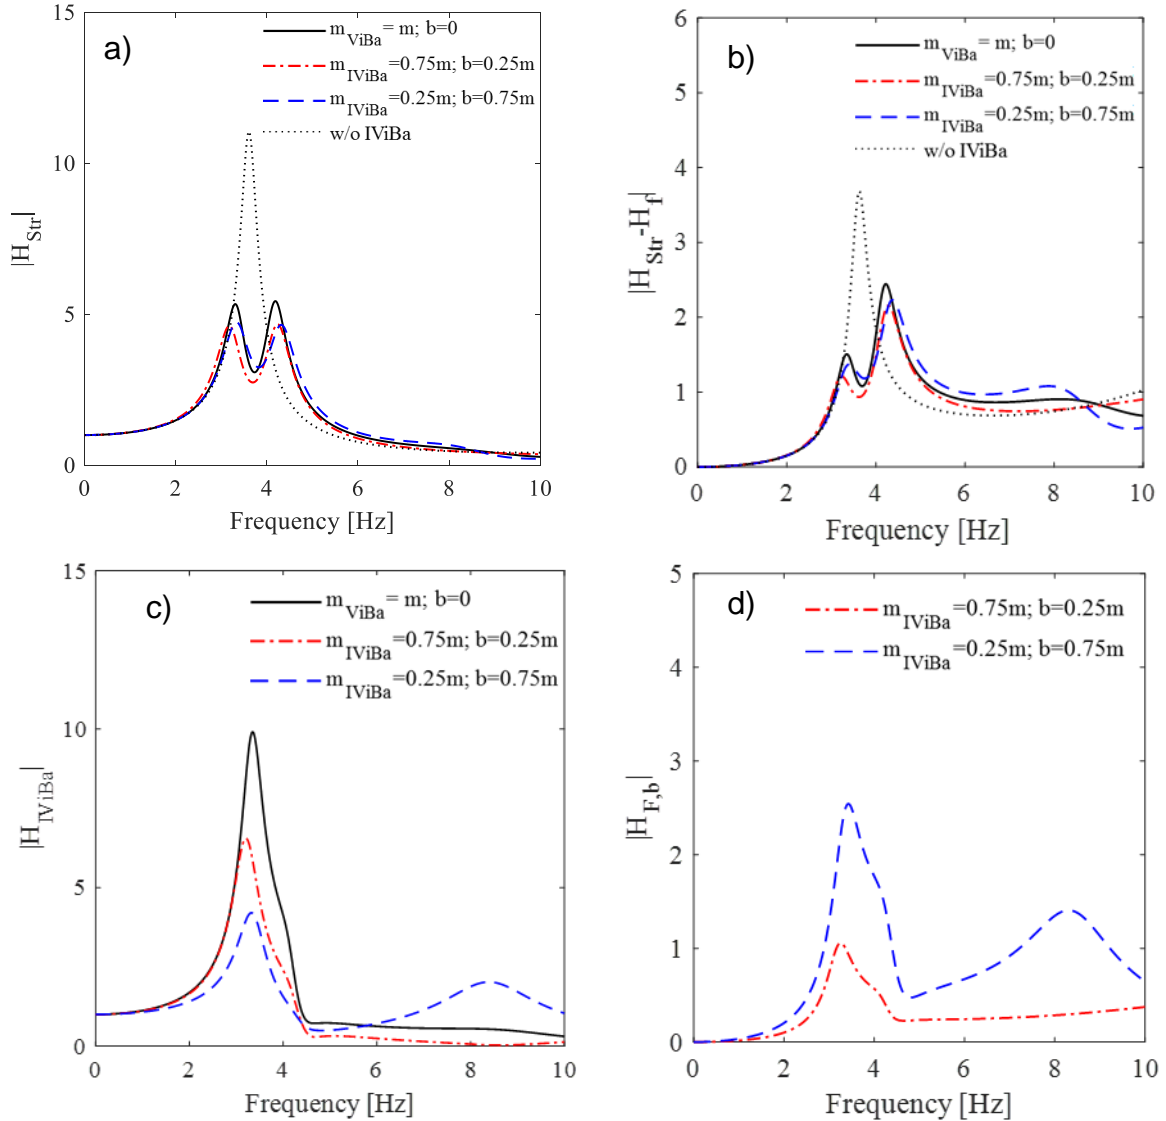 a)
m_ViBa = m; b=0
m_IViBa=0.75m; b=0.25m
m_IViBa=0.25m; b=0.75m
w/o IViBa
|H_Str|
15
10
5
0
0 2 4 6 8 10
Frequency [Hz]
b)
m_ViBa = m; b=0
m_IViBa=0.75m; b=0.25m
m_IViBa=0.25m; b=0.75m
w/o IViBa
|H_Str-H_f|
6
5
4
3
2
1
0
0 2 4 6 8 10
Frequency [Hz]
c)
m_ViBa = m; b=0
m_IViBa=0.75m; b=0.25m
m_IViBa=0.25m; b=0.75m
|H_IViBa|
15
10
5
0
0 2 4 6 8 10
Frequency [Hz]
d)
m_IViBa=0.75m; b=0.25m
m_IViBa=0.25m; b=0.75m
|H_F,b|
5
4
3
2
1
0
0 2 4 6 8 10
Frequency [Hz]